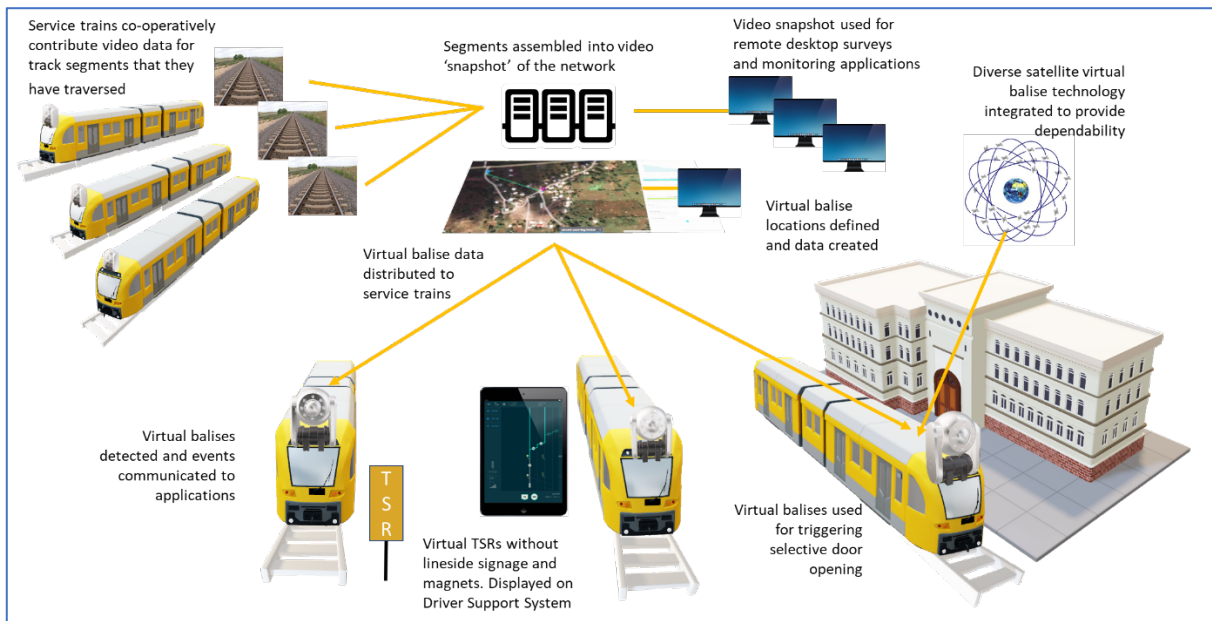 Service trains co-operatively
contribute video data for
track segments that they
have traversed
Segments assembled into video
‘snapshot’ of the network
Video snapshot used for
remote desktop surveys
and monitoring applications
Diverse satellite virtual
balise technology
integrated to provide
dependability
Virtual balise
locations defined
and data created
Virtual balise data
distributed to
service trains
Virtual balises
detected and events
communicated to
applications
T
S
R
Virtual TSRs without
lineside signage and
magnets. Displayed on
Driver Support System
Virtual balises used
for triggering
selective door
opening